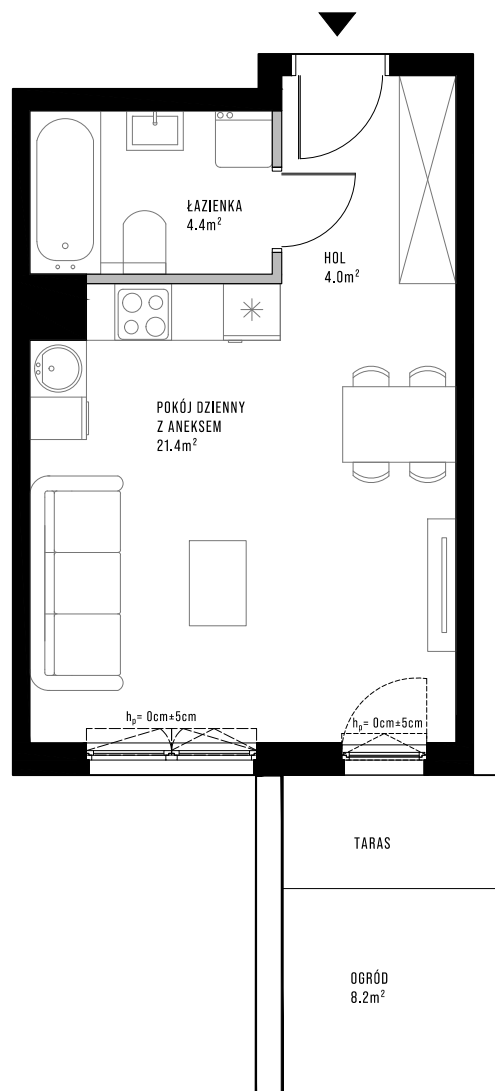 ŁAZIENKA
4.4m²
HOL
4.0m²
POKÓJ DZIENNY
Z ANEKSEM
21.4m²
hₚ= 0cm±5cm
hₚ= 0cm±5cm
TARAS
OGRÓD
8.2m²